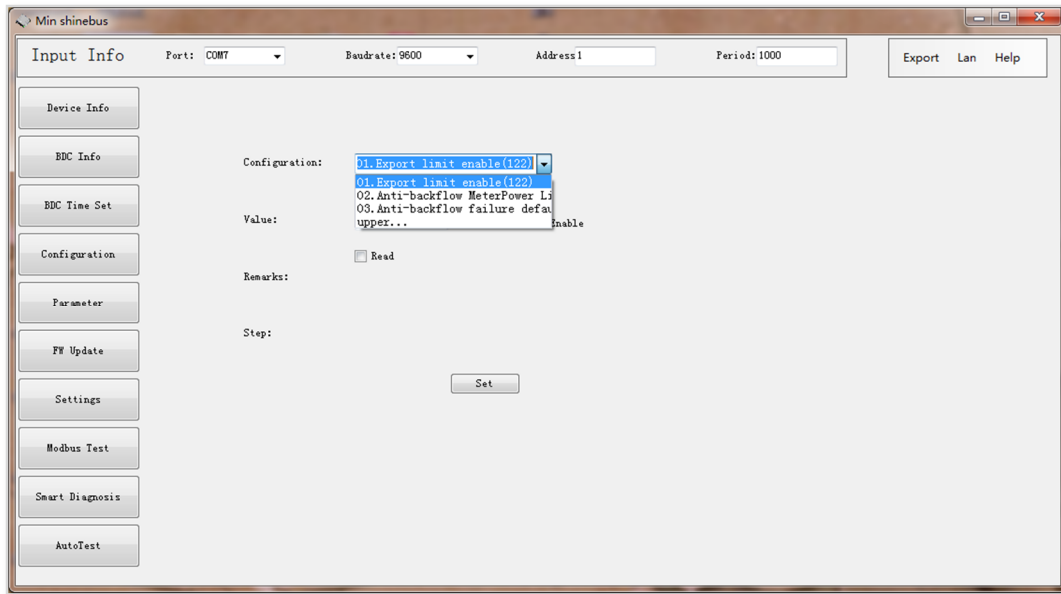 Min shinebus
Input Info Port: COM7 Baudrate: 9600 Address 1 Period: 1000
Export Lan Help
Device Info
BDC Info
BDC Time Set
Configuration
Parameter
FW Update
Settings
Modbus Test
Smart Diagnosis
AutoTest
Configuration: 01.Export limit enable(122)
01.Export limit enable(122)
02.Anti-backflow MeterPower Li
03.Anti-backflow failure defau
upper...
Value: Enable
Read
Remarks:
Step:
Set